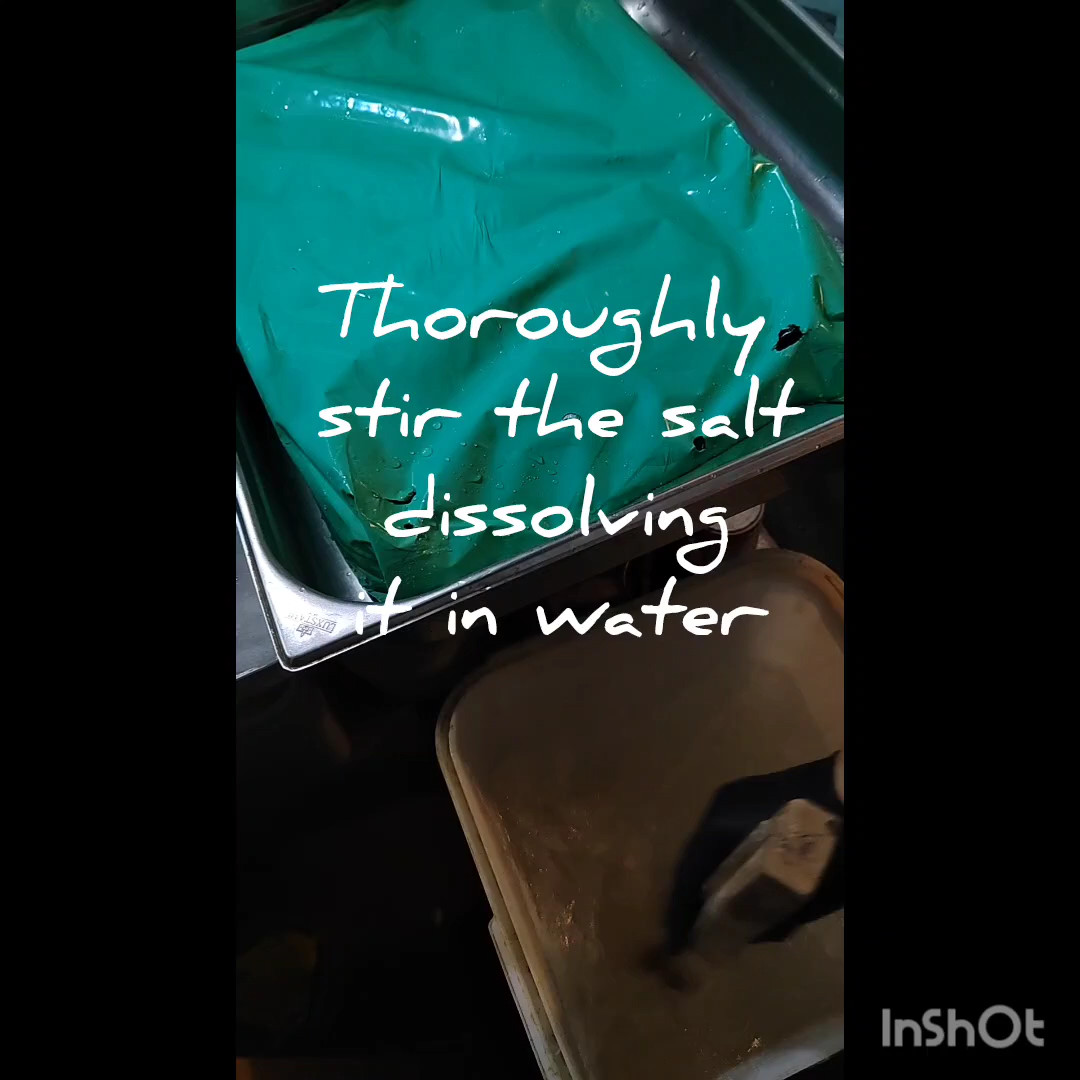 Thoroughly
stir the salt
dissolving
it in water
InShOt